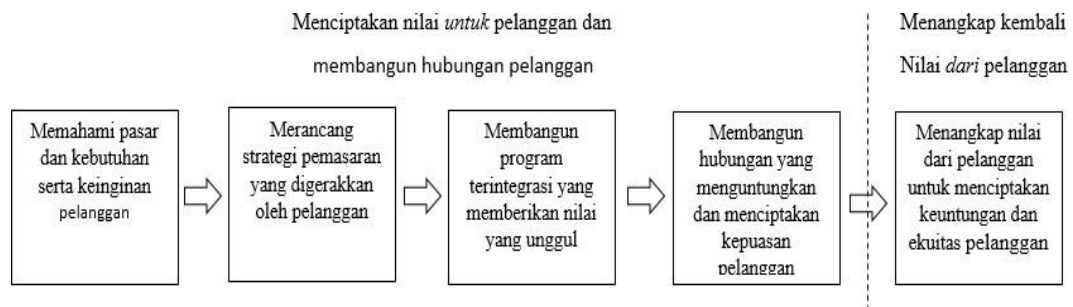 Menciptakan nilai untuk pelanggan dan
membangun hubungan pelanggan
Menangkap kembali
Nilai dari pelanggan
Memahami pasar
dan kebutuhan
serta keinginan
pelanggan
Merancang
strategi pemasaran
yang digerakkan
oleh pelanggan
Membangun
program
terintegrasi yang
memberikan nilai
yang unggul
Membangun
hubungan yang
menguntungkan
dan menciptakan
kepuasan
pelanggan
Menangkap nilai
dari pelanggan
untuk menciptakan
keuntungan dan
ekuitas pelanggan